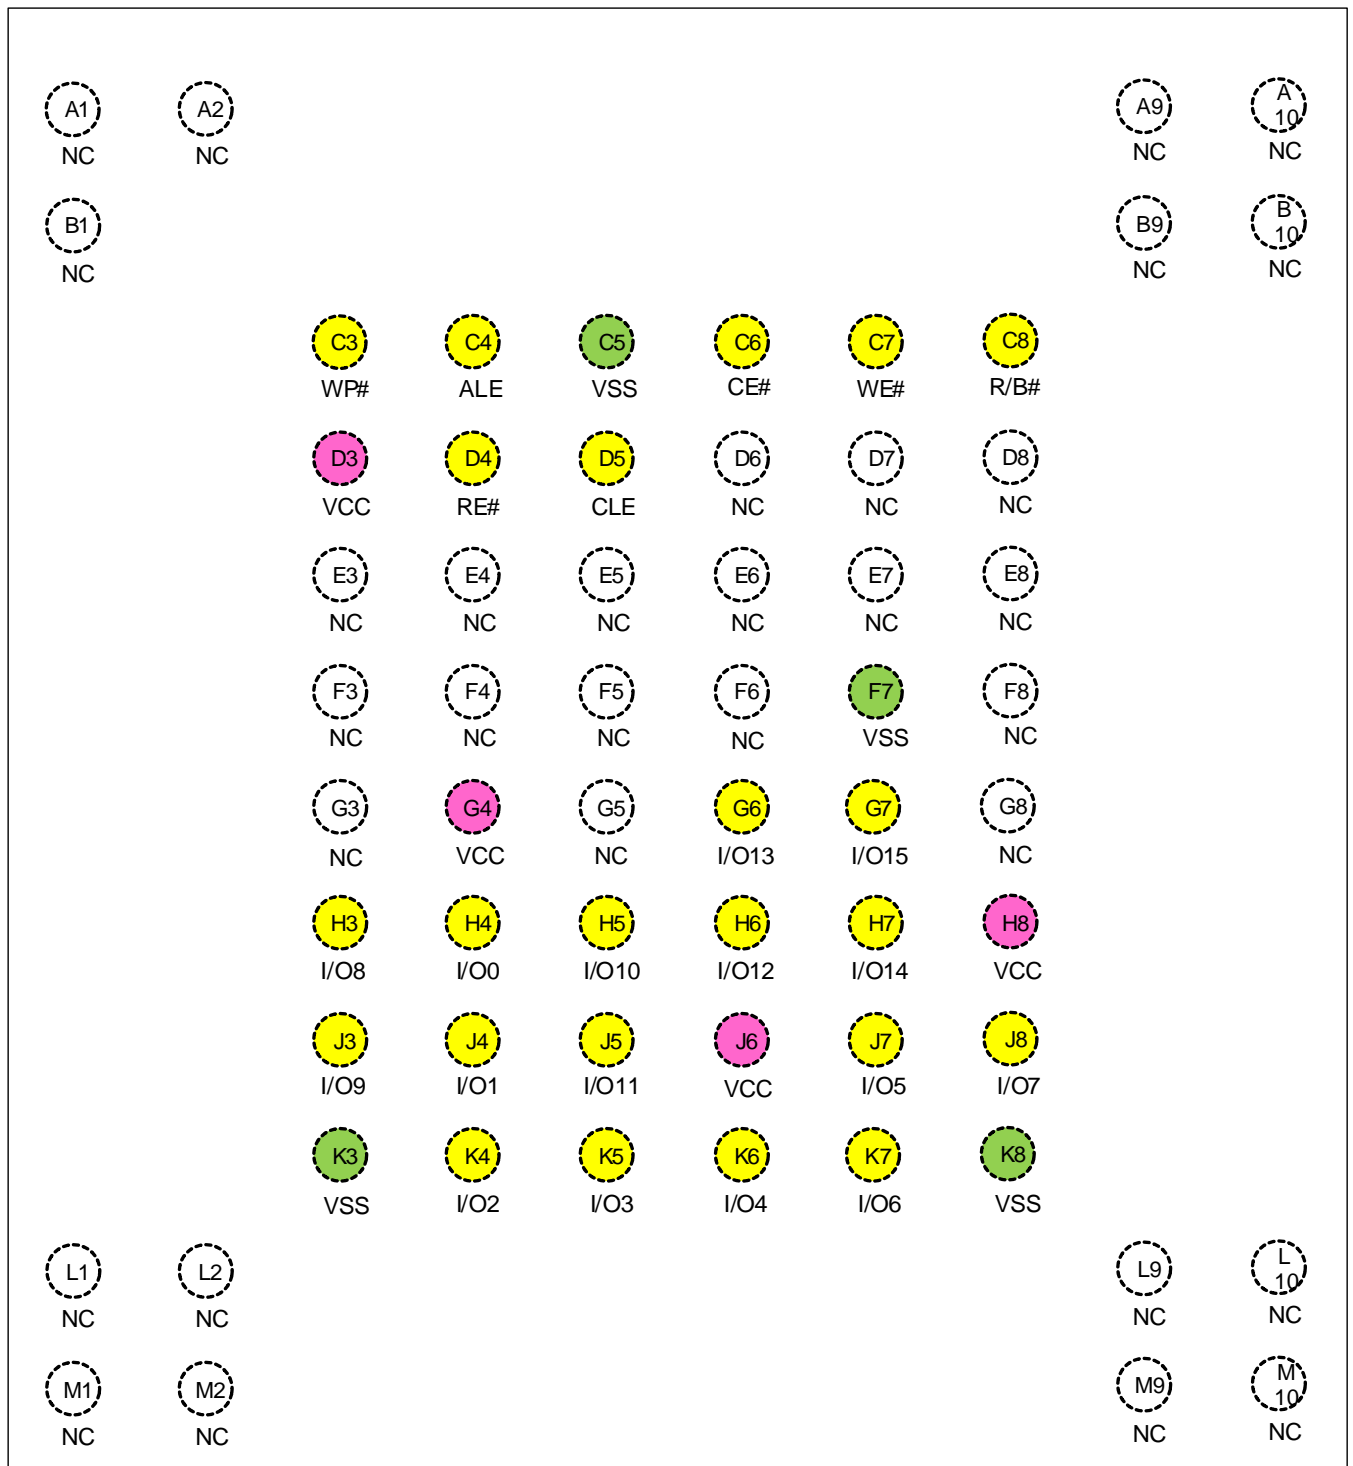 A1 A2 A9 A 10
NC NC NC NC
B1 B9 B 10
NC NC NC
C3 C4 C5 C6 C7 C8
WP# ALE VSS CE# WE# R/B#
D3 D4 D5 D6 D7 D8
VCC RE# CLE NC NC NC
E3 E4 E5 E6 E7 E8
NC NC NC NC NC NC
F3 F4 F5 F6 F7 F8
NC NC NC NC VSS NC
G3 G4 G5 G6 G7 G8
NC VCC NC I/O13 I/O15 NC
H3 H4 H5 H6 H7 H8
I/O8 I/O0 I/O10 I/O12 I/O14 VCC
J3 J4 J5 J6 J7 J8
I/O9 I/O1 I/O11 VCC I/O5 I/O7
K3 K4 K5 K6 K7 K8
VSS I/O2 I/O3 I/O4 I/O6 VSS
L1 L2 L9 L 10
NC NC NC NC
M1 M2 M9 M 10
NC NC NC NC